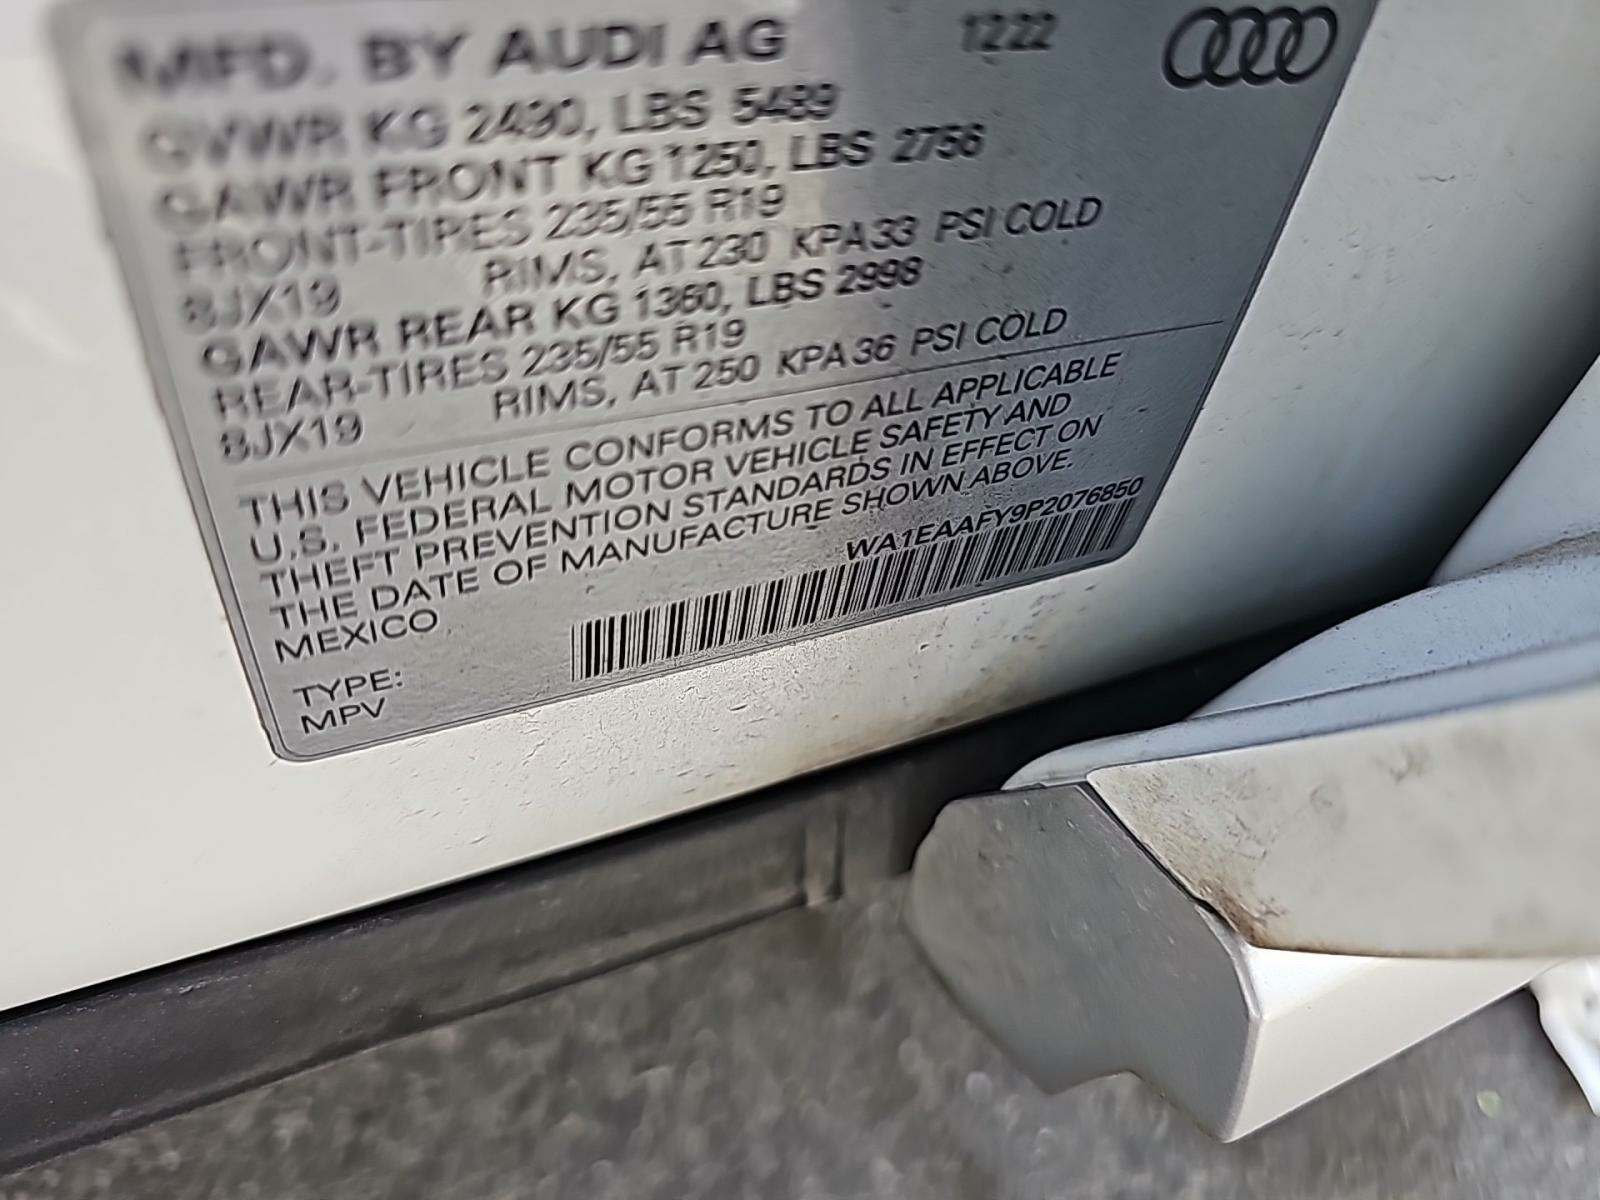 MFD. BY AUDI AG 1222
GVWR KG 2490, LBS 5489
GAWR FRONT KG 1250, LBS 2756
FRONT-TIRES 235/55 R19
8JX19 RIMS, AT 230 KPA 33 PSI COLD
GAWR REAR KG 1360, LBS 2998
REAR-TIRES 235/55 R19
8JX19 RIMS, AT 250 KPA 36 PSI COLD
THIS VEHICLE CONFORMS TO ALL APPLICABLE
U.S. FEDERAL MOTOR VEHICLE SAFETY AND
THEFT PREVENTION STANDARDS IN EFFECT ON
THE DATE OF MANUFACTURE SHOWN ABOVE.
MEXICO WA1EAAFY9P2076850
TYPE:
MPV